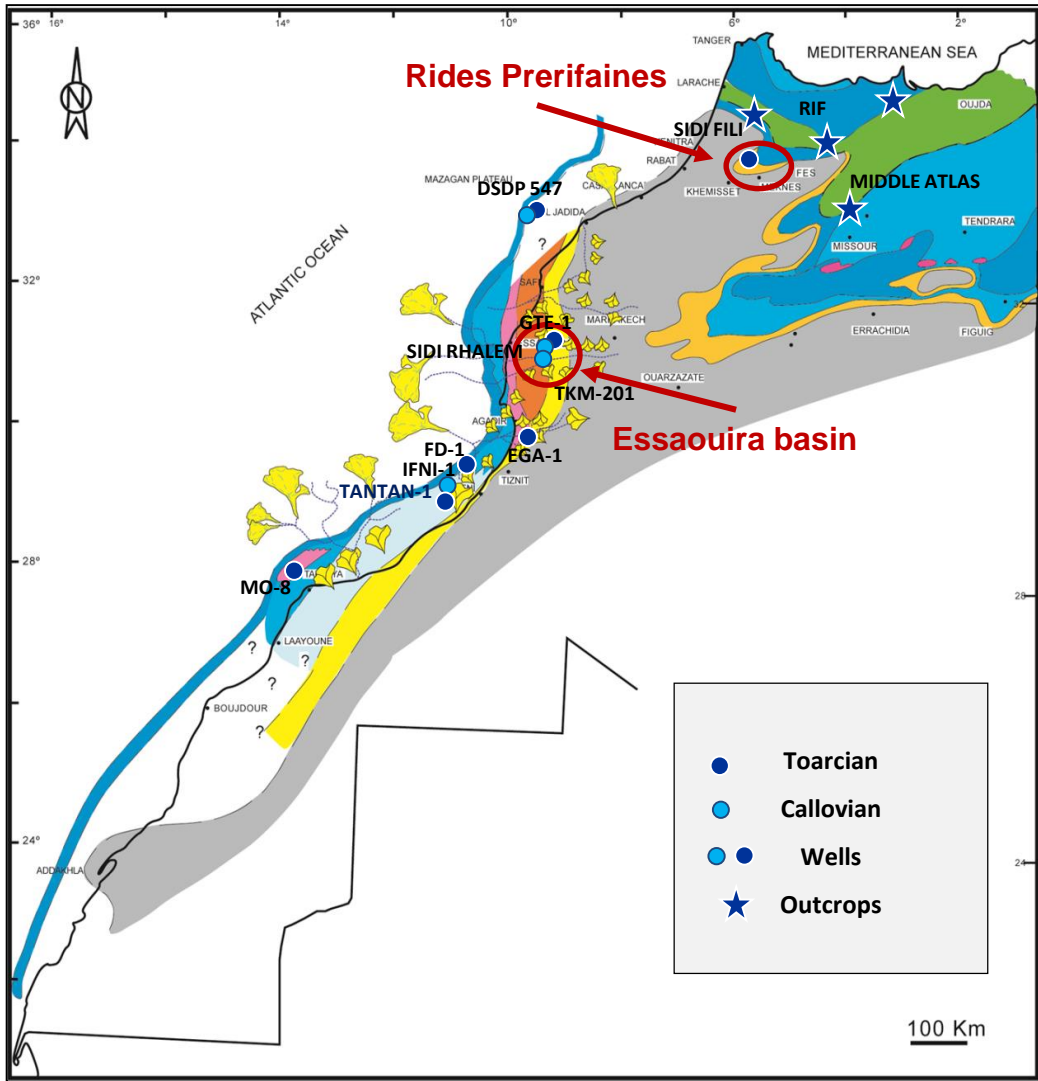 36°
16°
14°
10°
6°
2°
N
TANGER
MEDITERRANEAN SEA
Rides Prerifaines
LARACHE
RIF
OUJDA
SIDI FILI
RABAT
FES
KHEMISSET
MEKNES
MAZAGAN PLATEAU
DSDP 547
L JADIDA
MIDDLE ATLAS
TENDRARA
MISSOUR
ATLANTIC OCEAN
?
32°
SAFI
GTE-1
ERRACHIDIA
FIGUIG
SIDI RHALEM
OUARZAZATE
TKM-201
Essaouira basin
AGADIR
FD-1
EGA-1
IFNI-1
TIZNIT
TANTAN-1
28°
MO-8
28
LAAYOUNE
?
?
?
BOUJDOUR
?
Toarcian
Callovian
Wells
Outcrops
24°
24
ADDAKHLA
100 Km